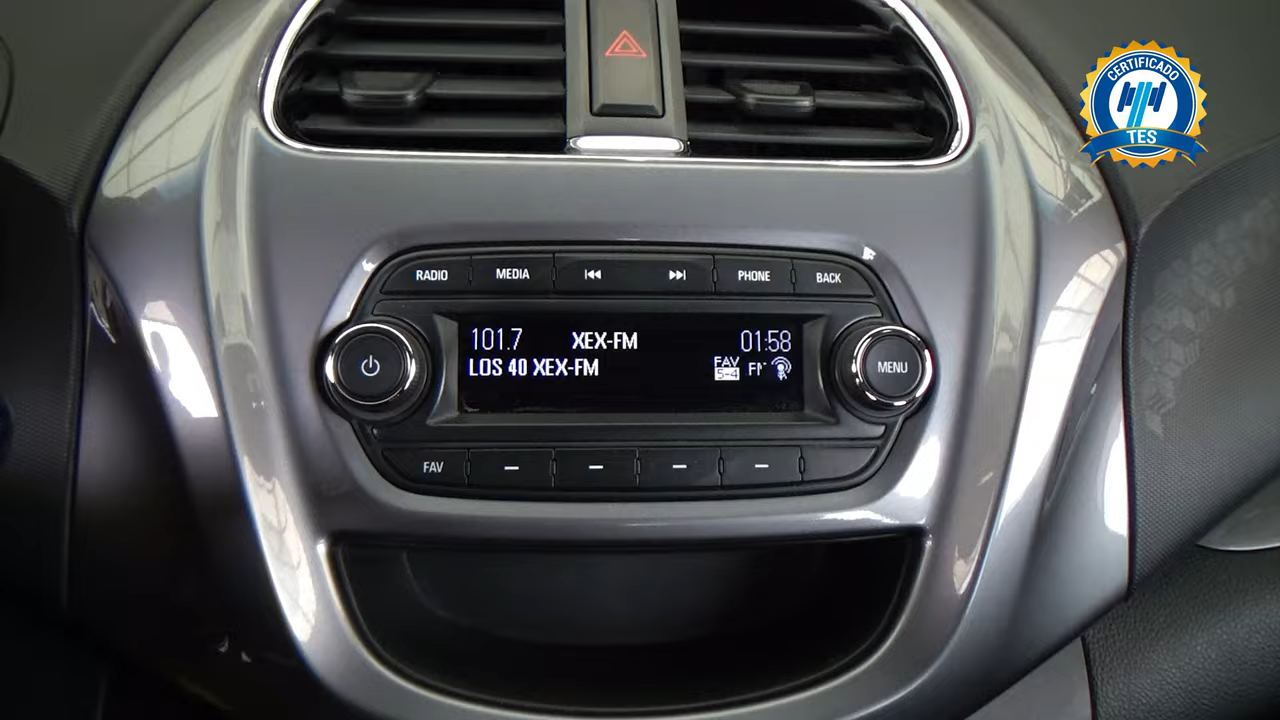 CERTIFICADO
TES
RADIO MEDIA PHONE BACK
101.7 XEX-FM 01:58
LOS 40 XEX-FM FAV
5-4
MENU
FAV